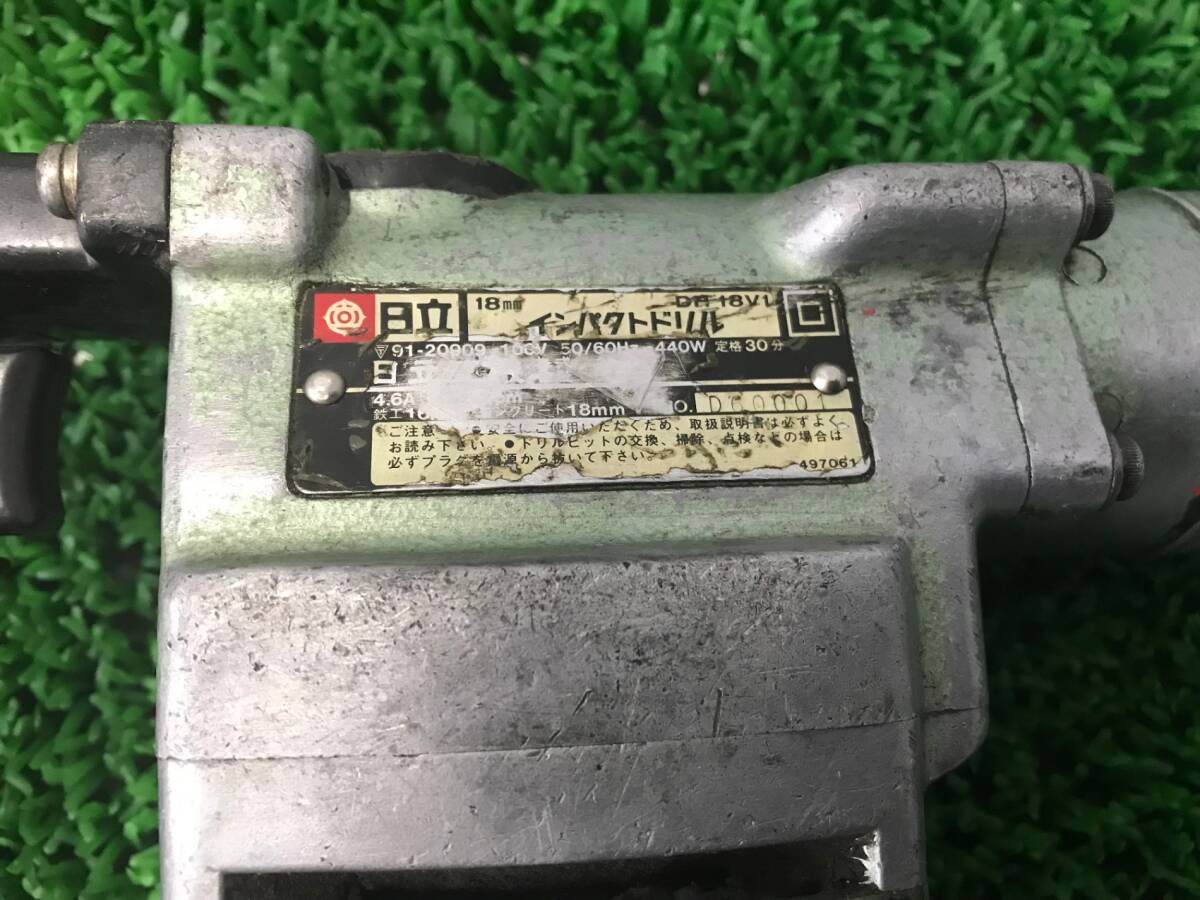 日立 18mm
インパクトドリル
91-20909 100V 50/60Hz 440W 定格30分
日立
4.6A
鉄工 コンクリート18mm NO.
ご注意 ●安全にご使用いただくため、取扱説明書は必ずよく
お読み下さい。 ●ドリルビットの交換、掃除、点検などの場合は
必ずプラグを電源から抜いて下さい。
497061